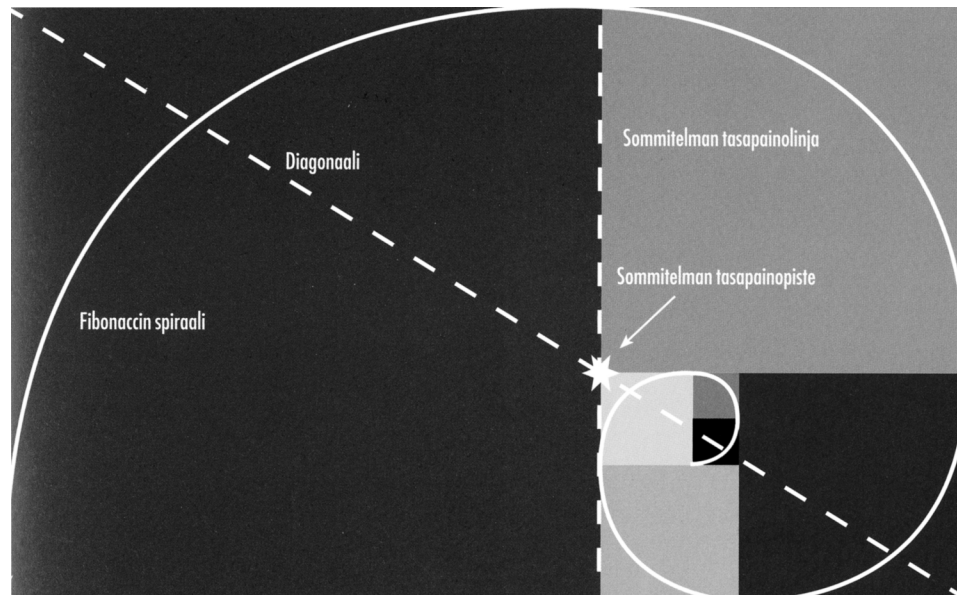 Sommitelman tasapainolinja
Diagonaali
Sommitelman tasapainopiste
Fibonaccin spiraali